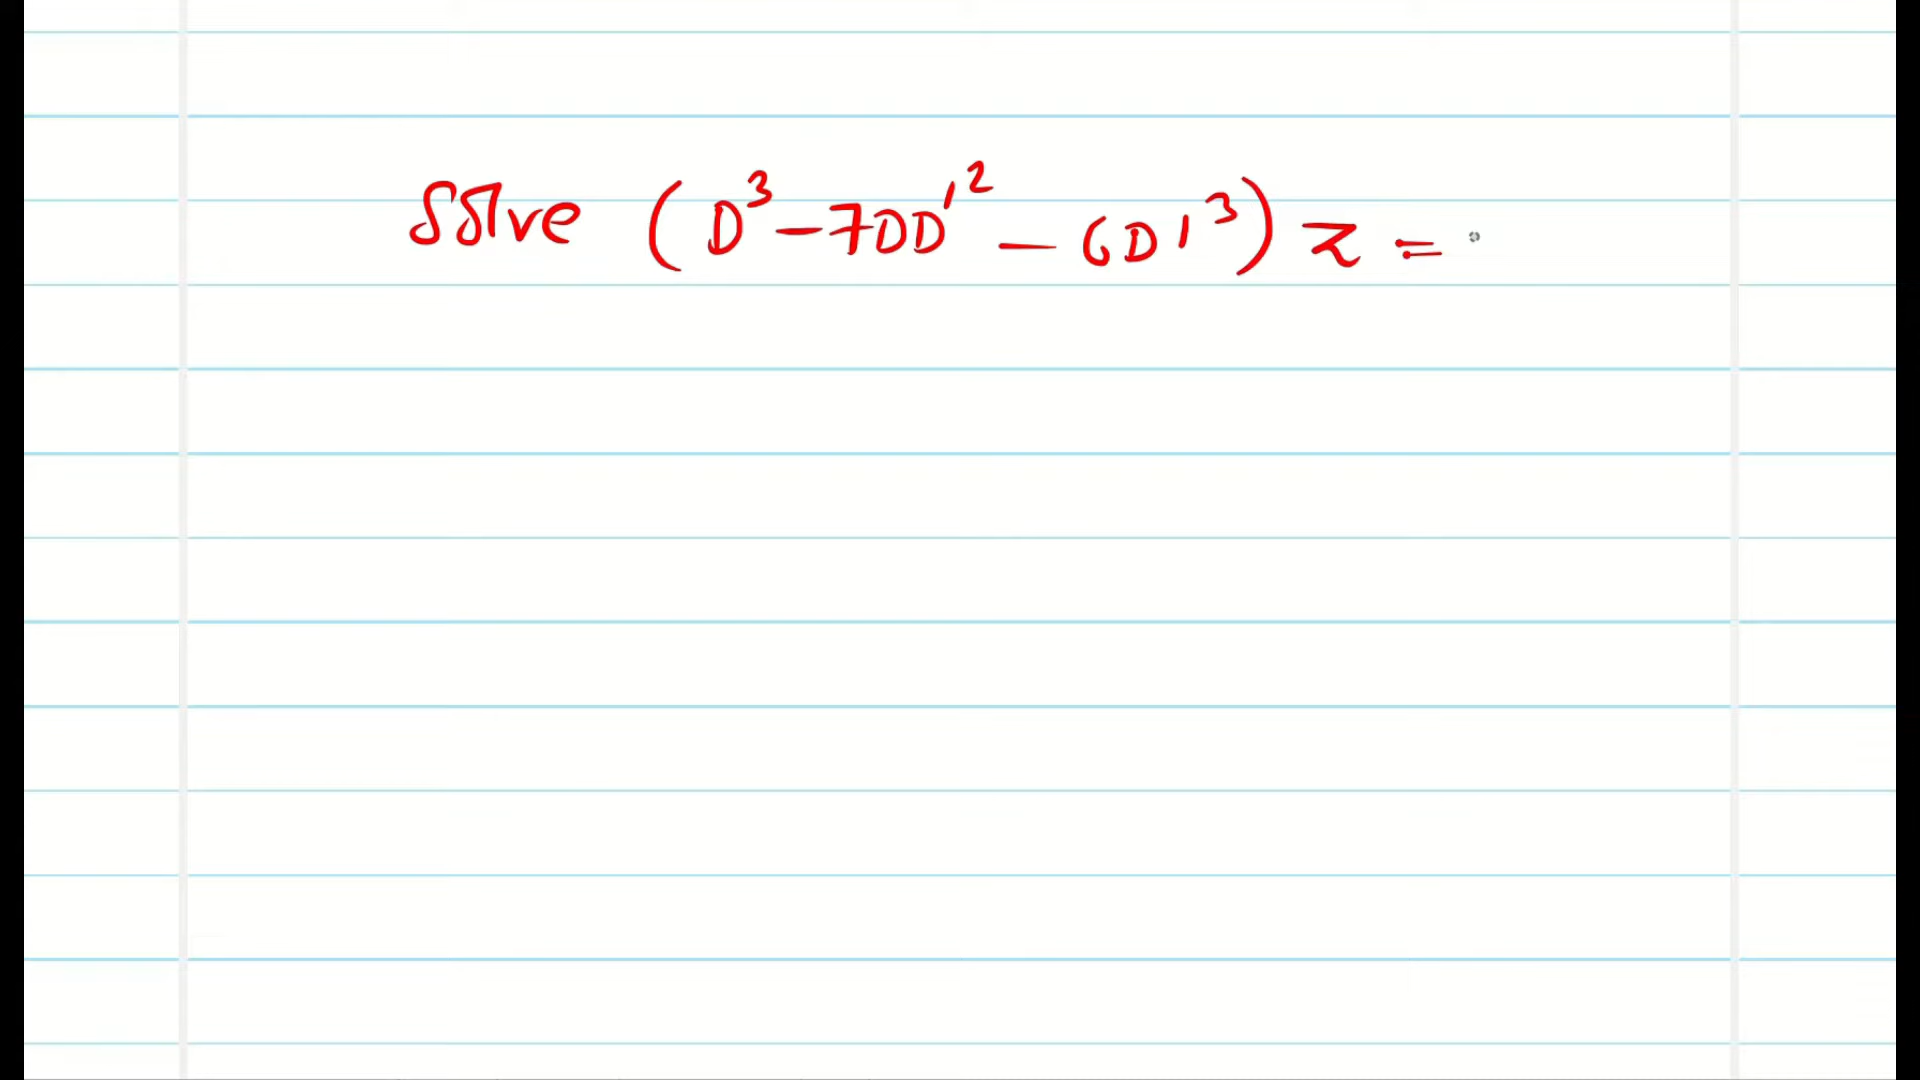 Solve (D³ - 7DD'² - 6D'³) z =